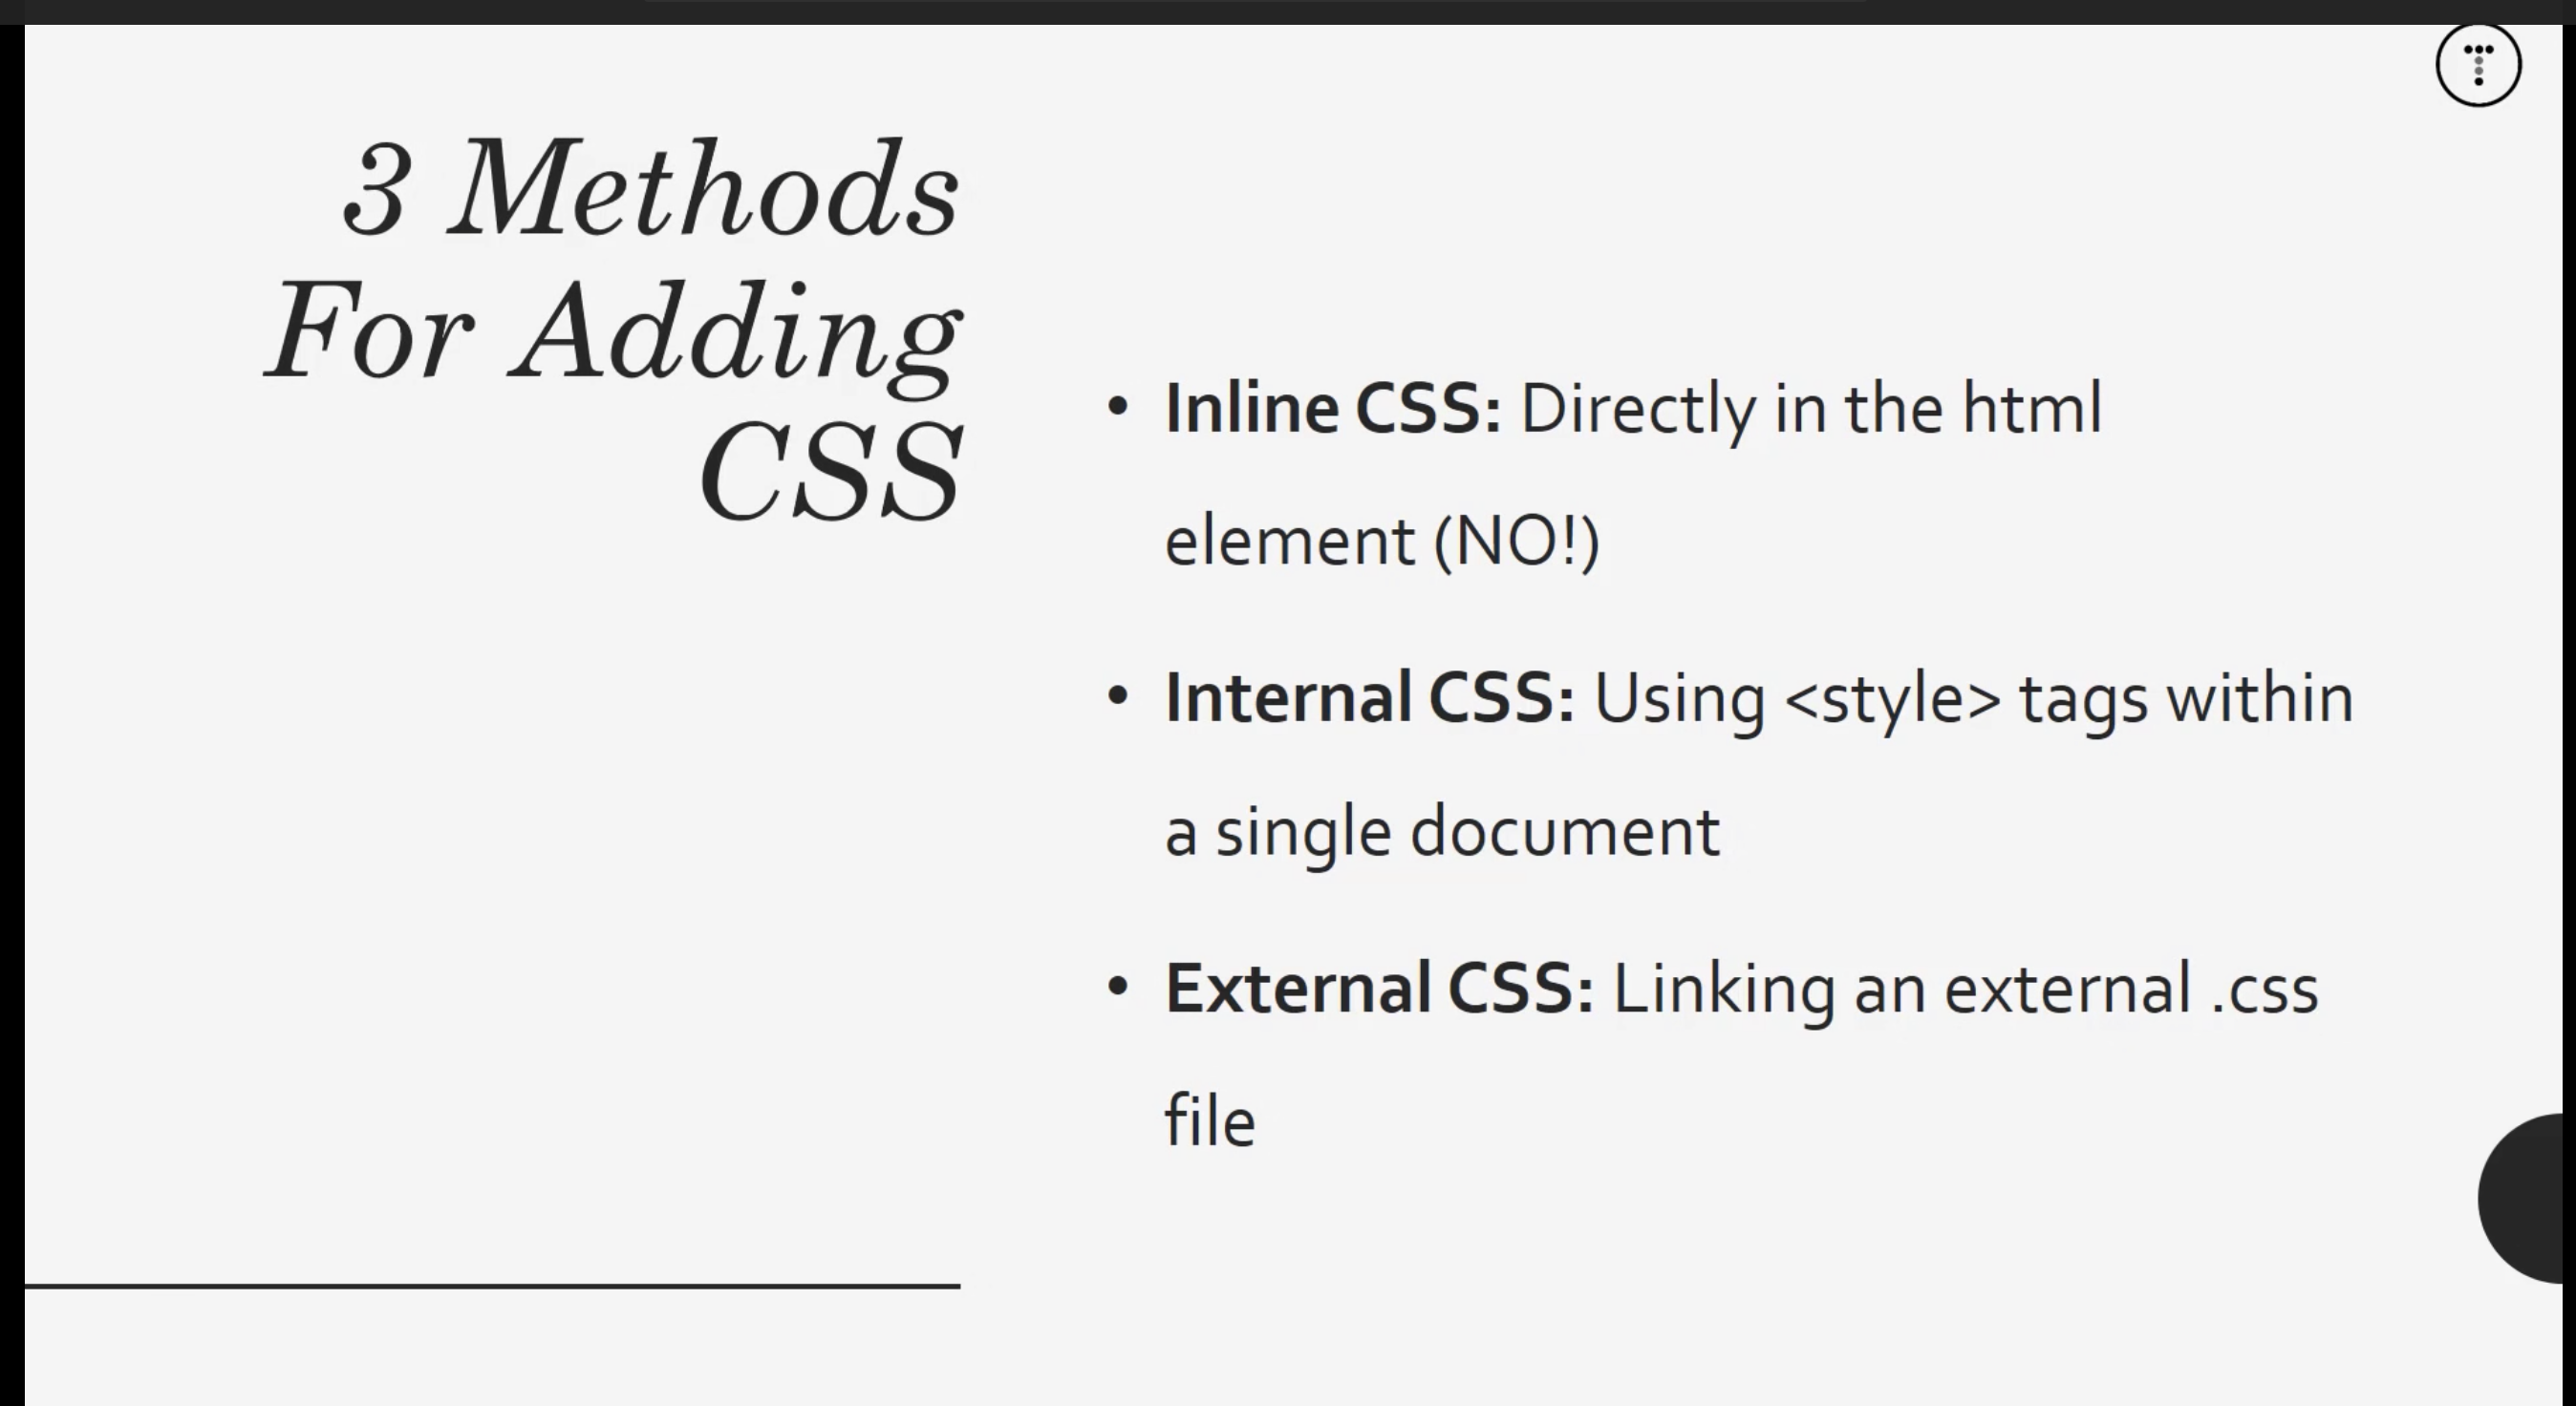 3 Methods
For Adding
CSS
• Inline CSS: Directly in the html
element (NO!)
• Internal CSS: Using <style> tags within
a single document
• External CSS: Linking an external .css
file